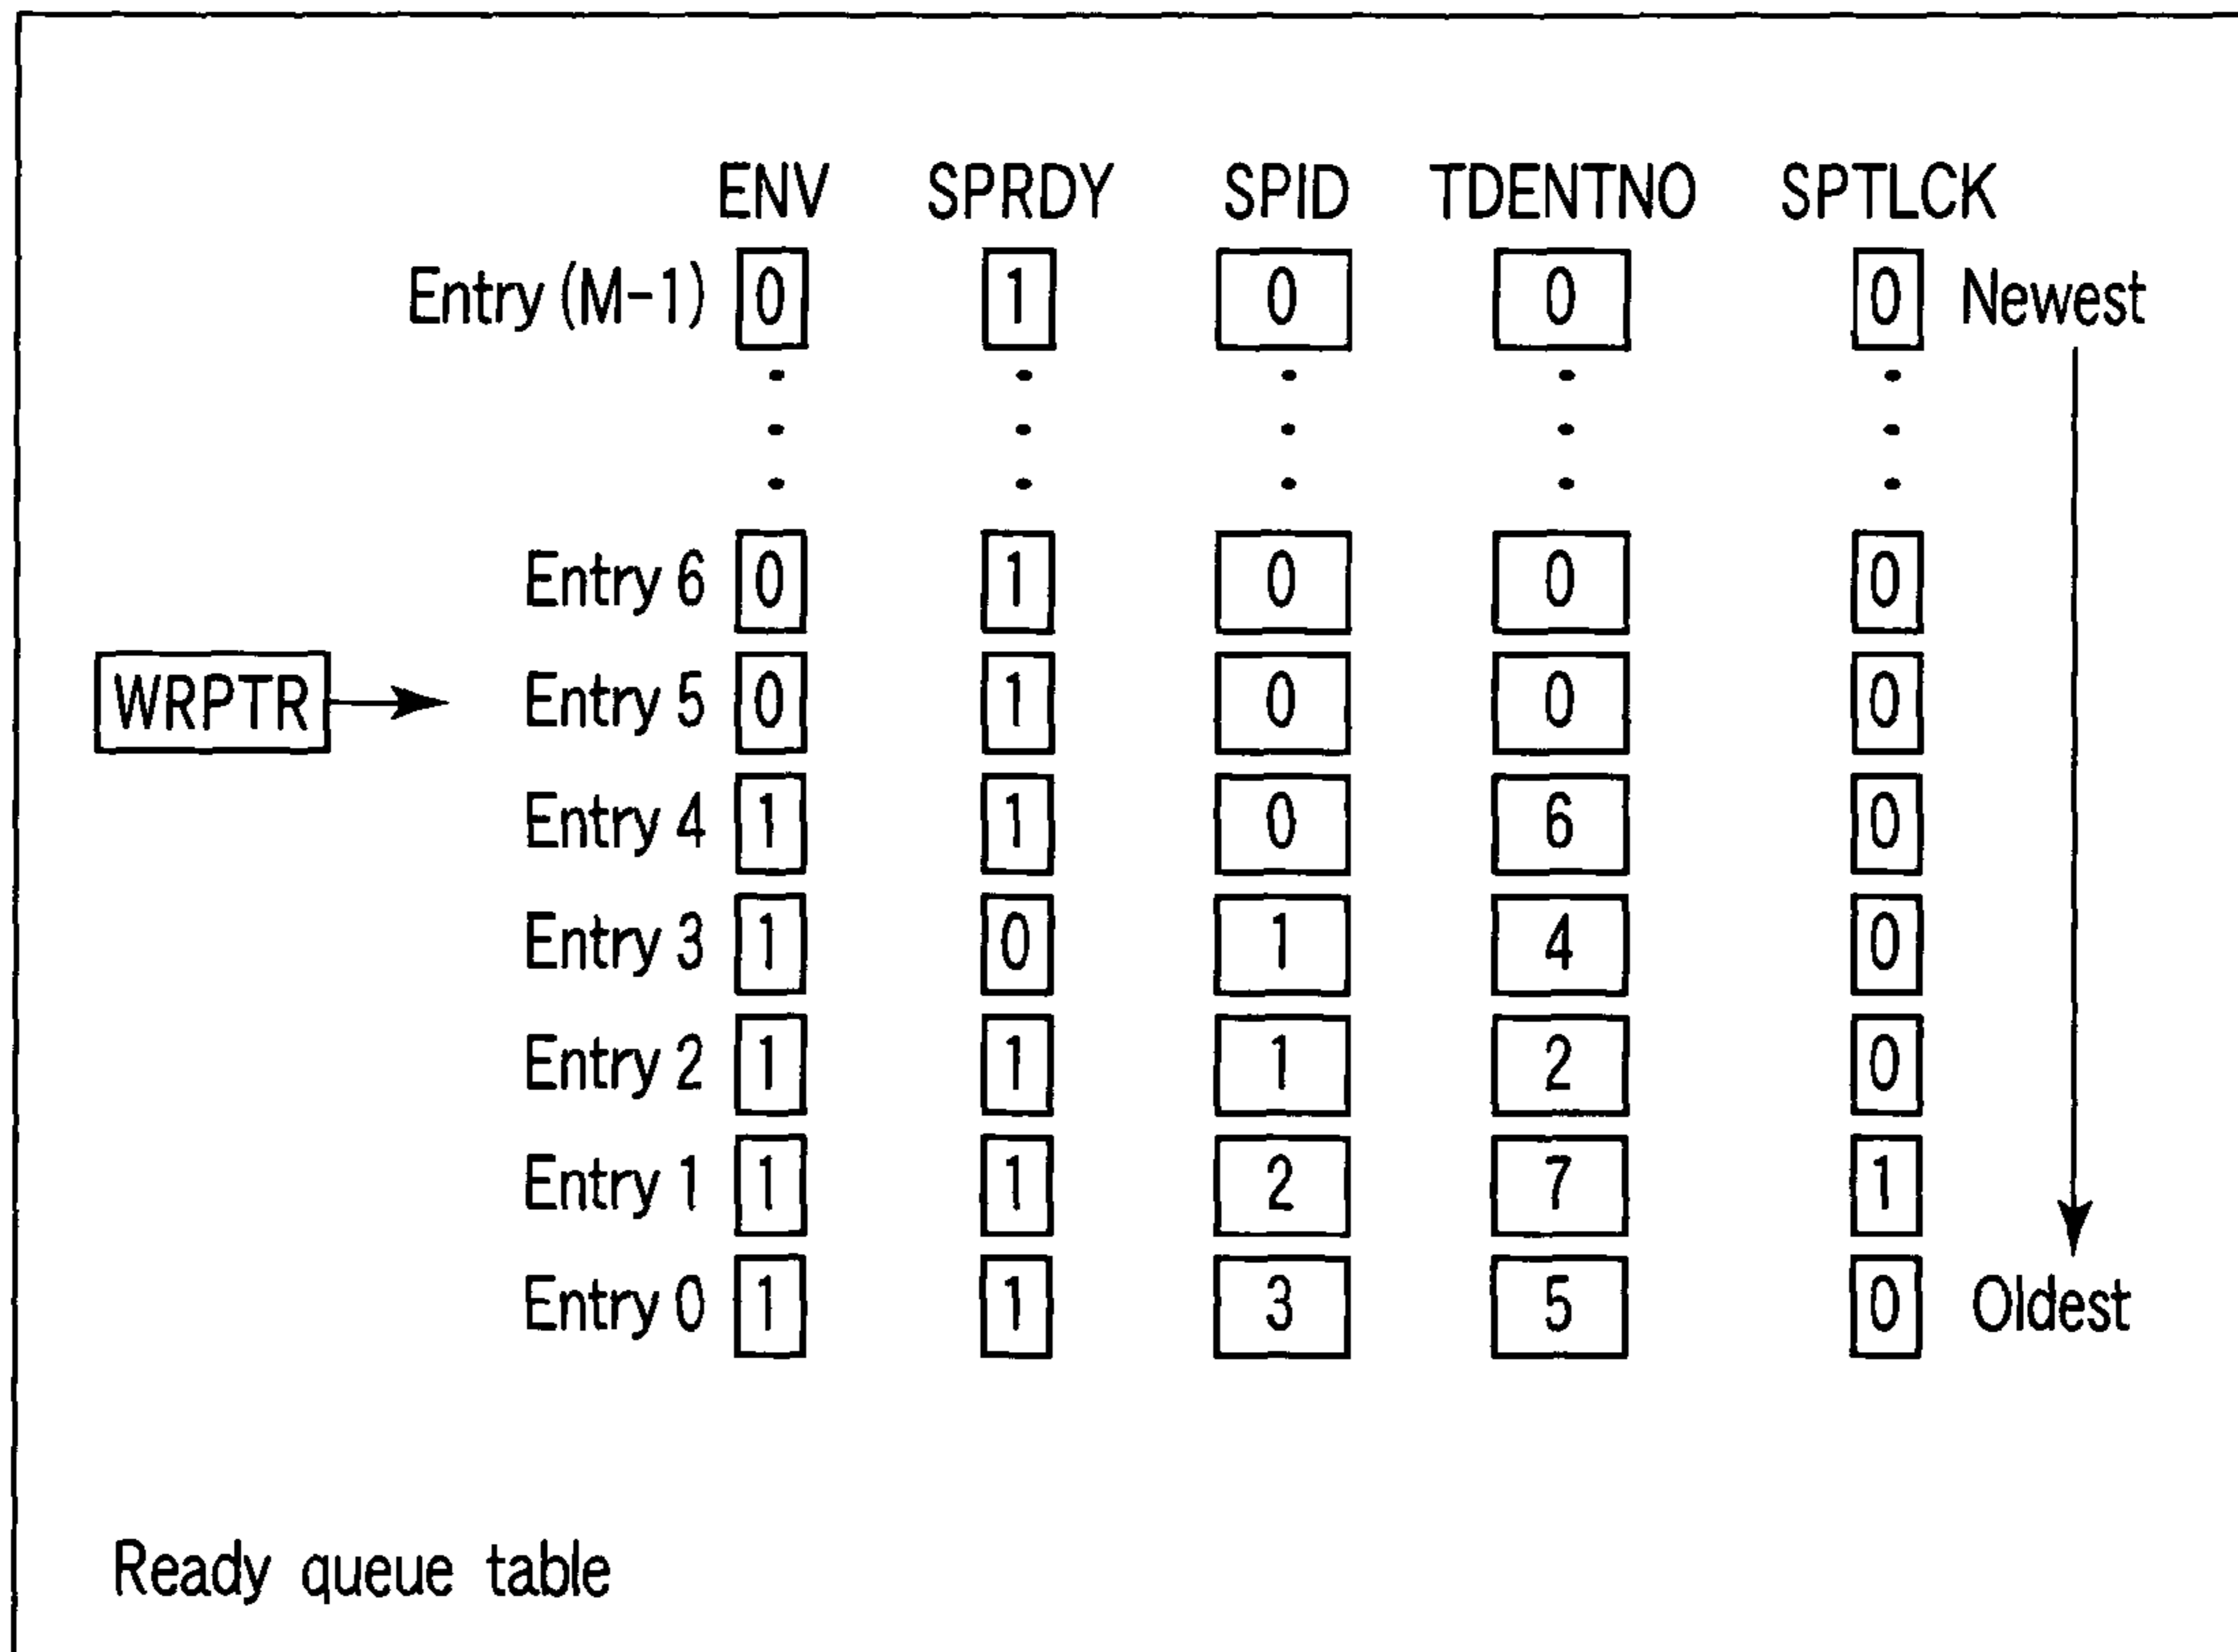 ENV SPRDY SPID TDENTNO SPTLCK
Entry (M-1) 0 1 0 0 0 Newest
Entry 6 0 1 0 0 0
WRPTR Entry 5 0 1 0 0 0
Entry 4 1 1 0 6 0
Entry 3 1 0 1 4 0
Entry 2 1 1 1 2 0
Entry 1 1 1 2 7 1
Entry 0 1 1 3 5 0 Oldest
Ready queue table